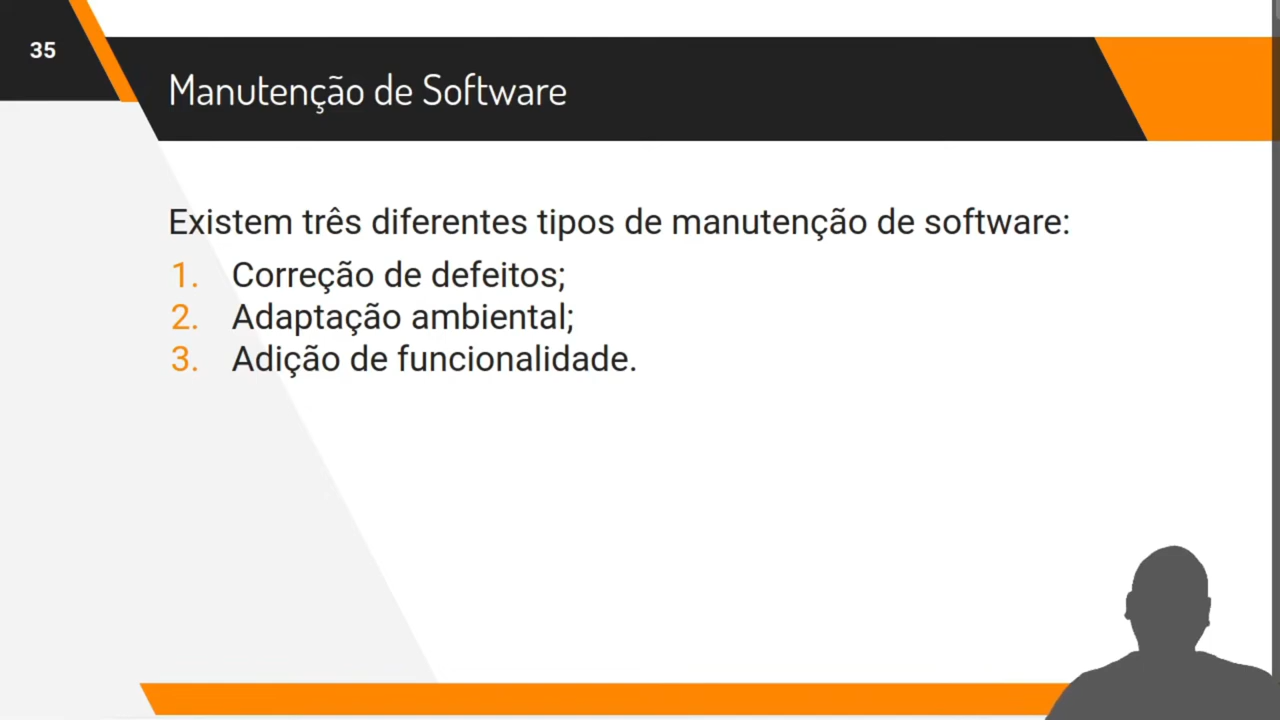 35
Manutenção de Software
Existem três diferentes tipos de manutenção de software:
1. Correção de defeitos;
2. Adaptação ambiental;
3. Adição de funcionalidade.